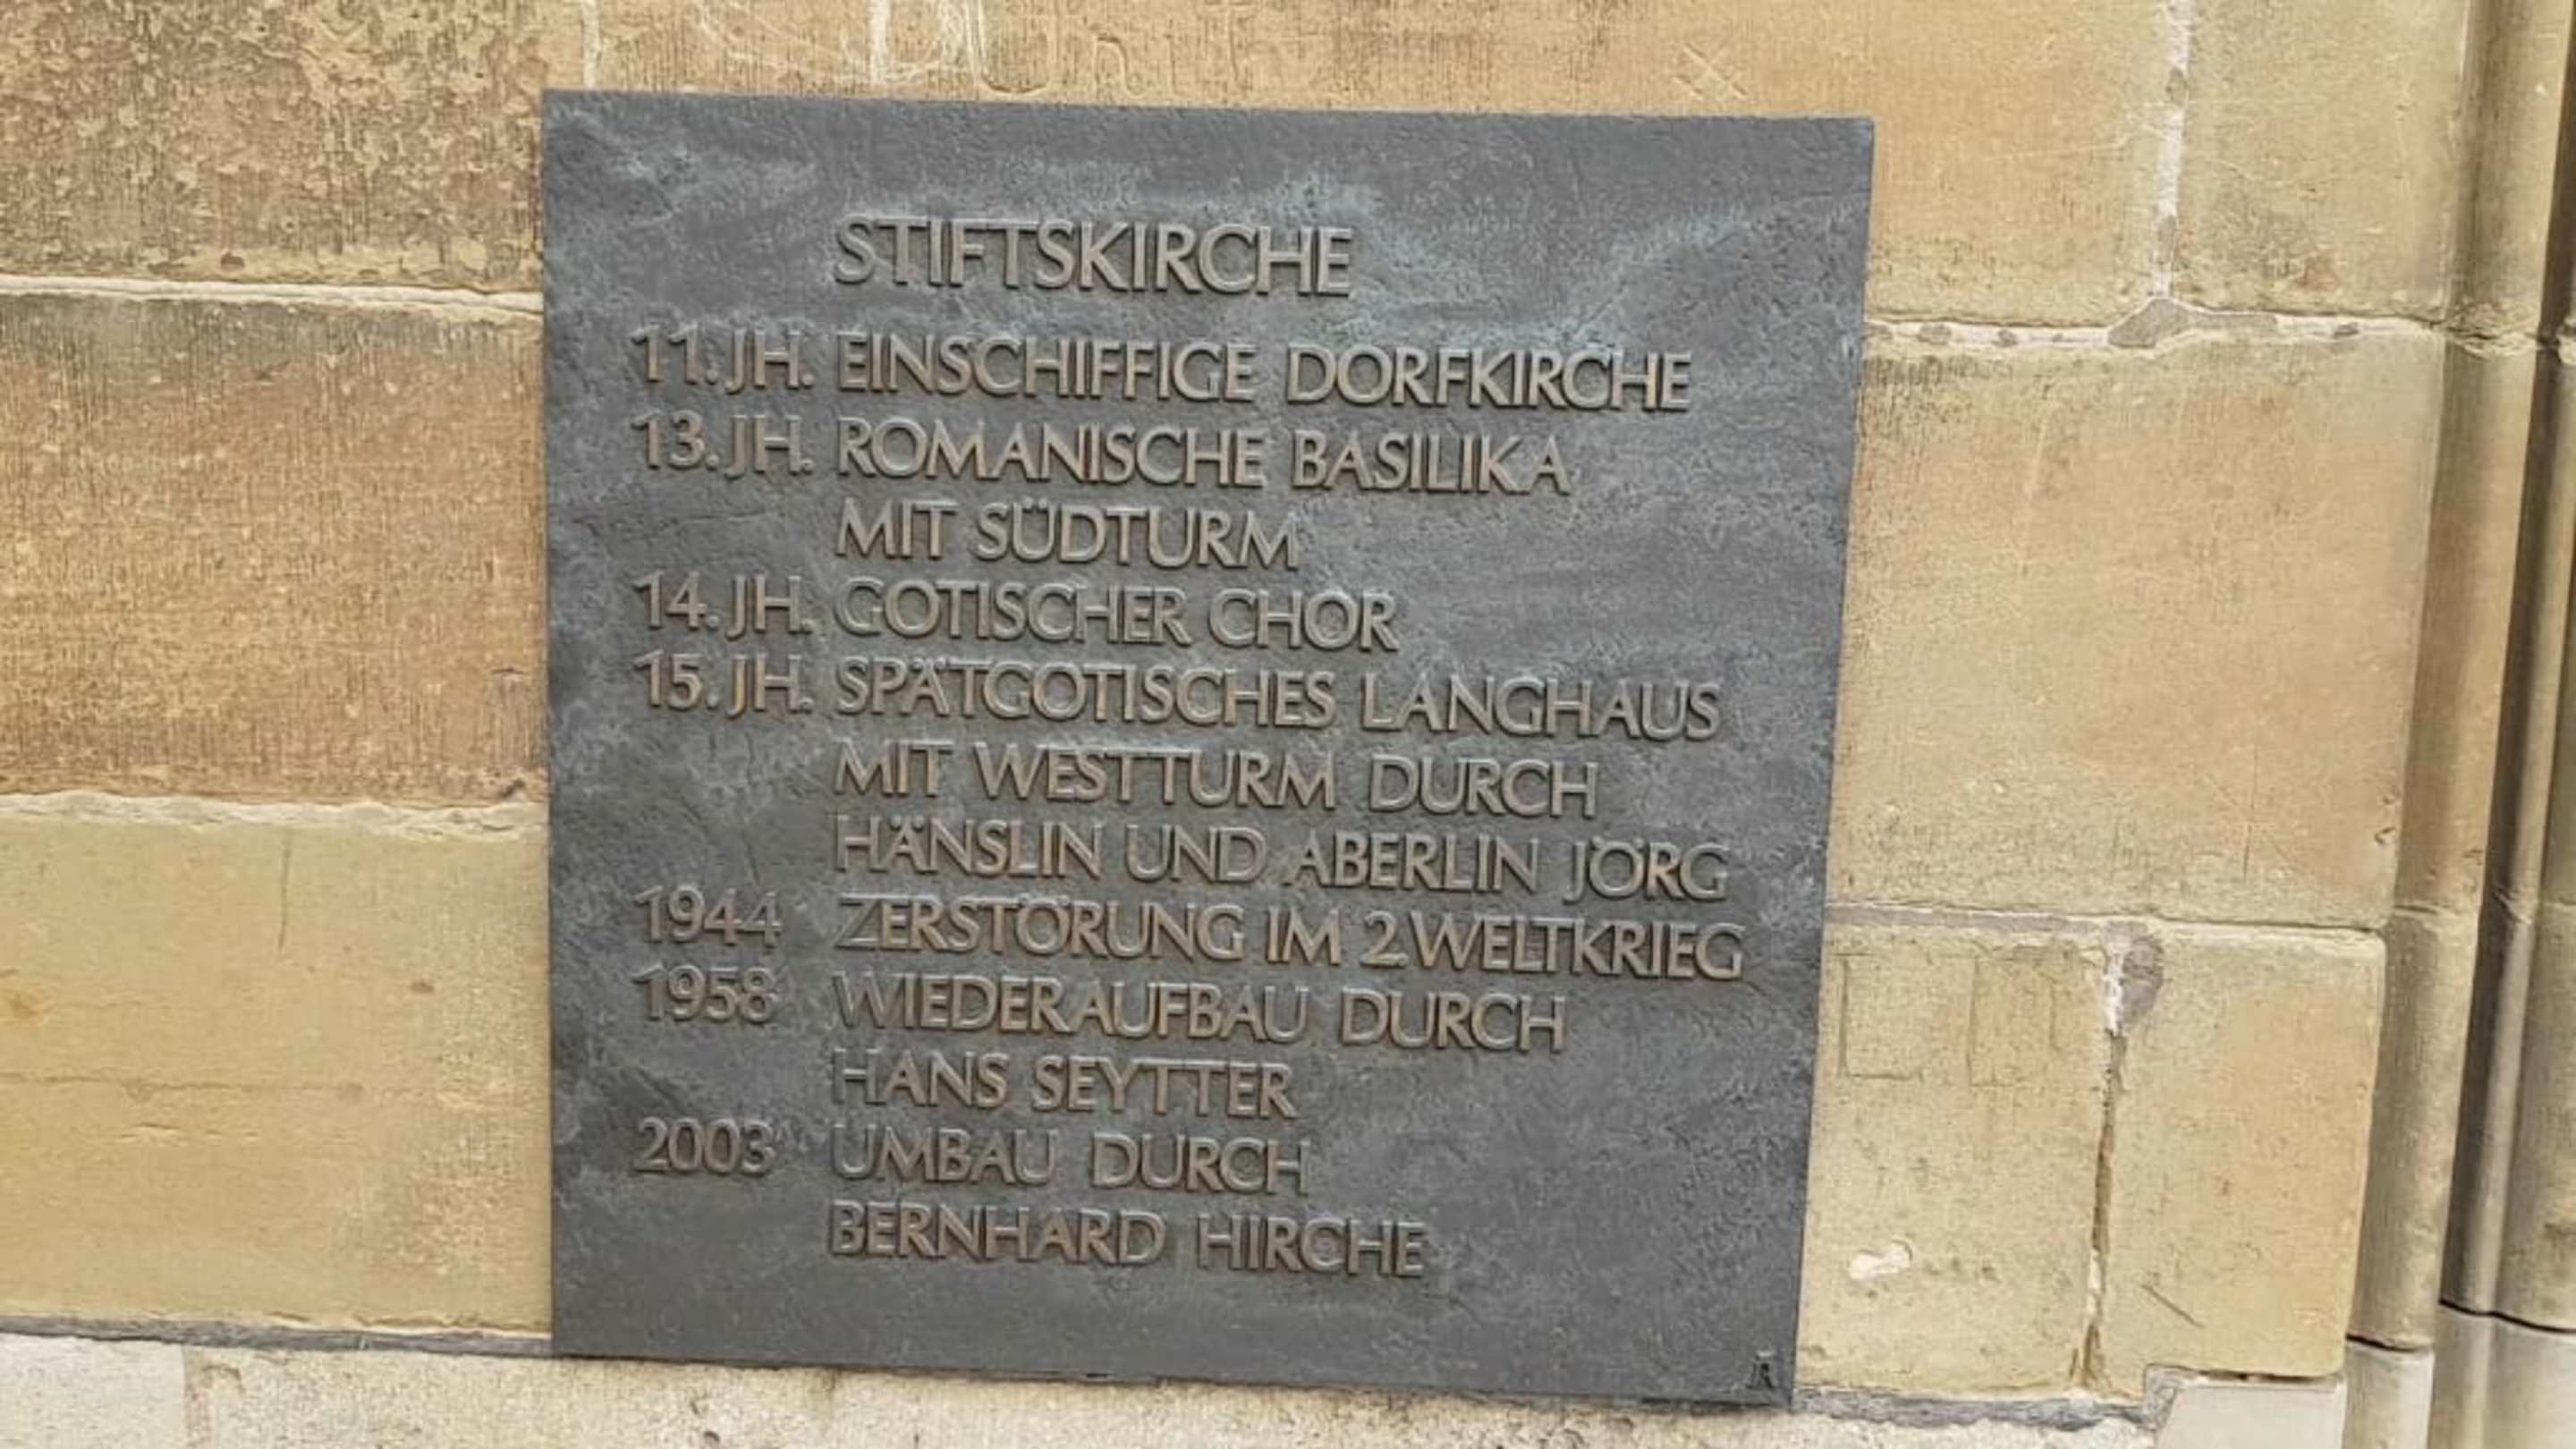 STIFTSKIRCHE
11. JH. EINSCHIFFIGE DORFKIRCHE
13. JH. ROMANISCHE BASILIKA
MIT SÜDTURM
14. JH. GOTISCHER CHOR
15. JH. SPÄTGOTISCHES LANGHAUS
MIT WESTTURM DURCH
HÄNSLIN UND ABERLIN JÖRG
1944 ZERSTÖRUNG IM 2.WELTKRIEG
1958 WIEDERAUFBAU DURCH
HANS SEYTTER
2003 UMBAU DURCH
BERNHARD HIRCHE